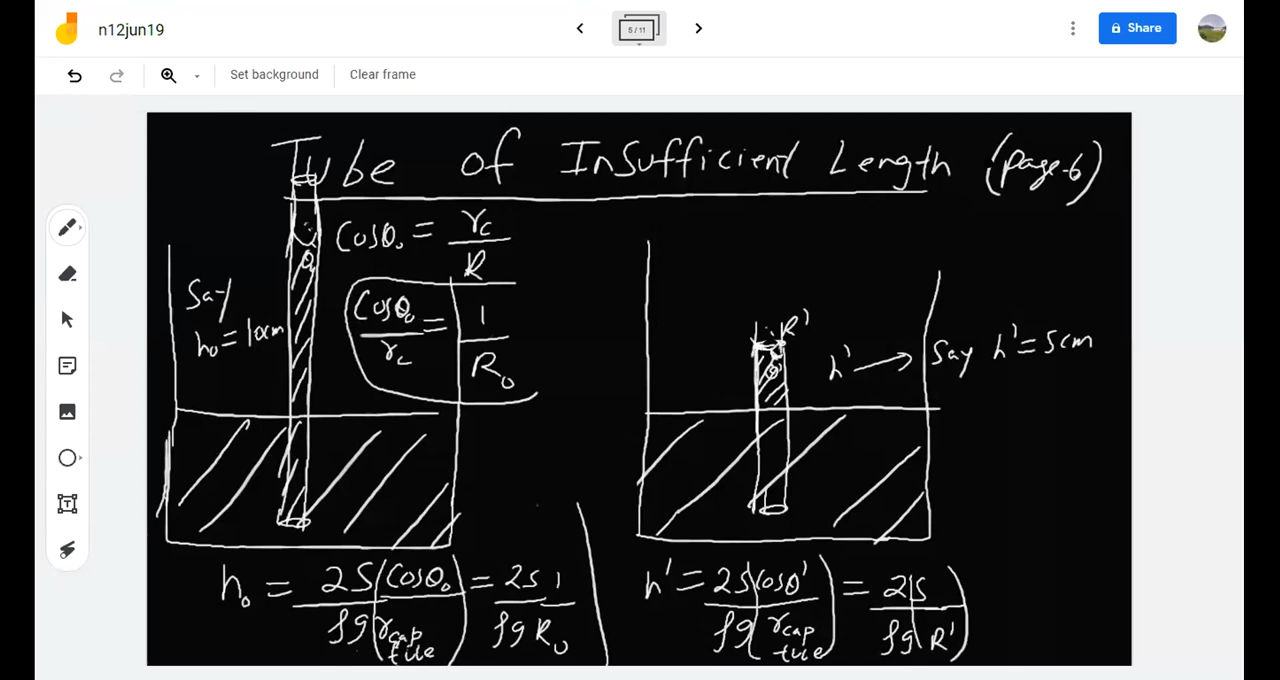 n12jun19
5 / 11
Share
Set background
Clear frame
Tube of Insufficient Length (page-6)
Cosθ₀ = r_c / R
Say
h₀ = 10cm
Cosθ₀ / r_c = 1 / R₀
θ₀
R'
θ'
h' → Say h' = 5cm
h₀ = 2S (Cosθ₀) / ρg (r_cap tube) = 2S 1 / ρg R₀
h' = 2S (Cosθ') / ρg (r_cap tube) = 2S / ρg (R')